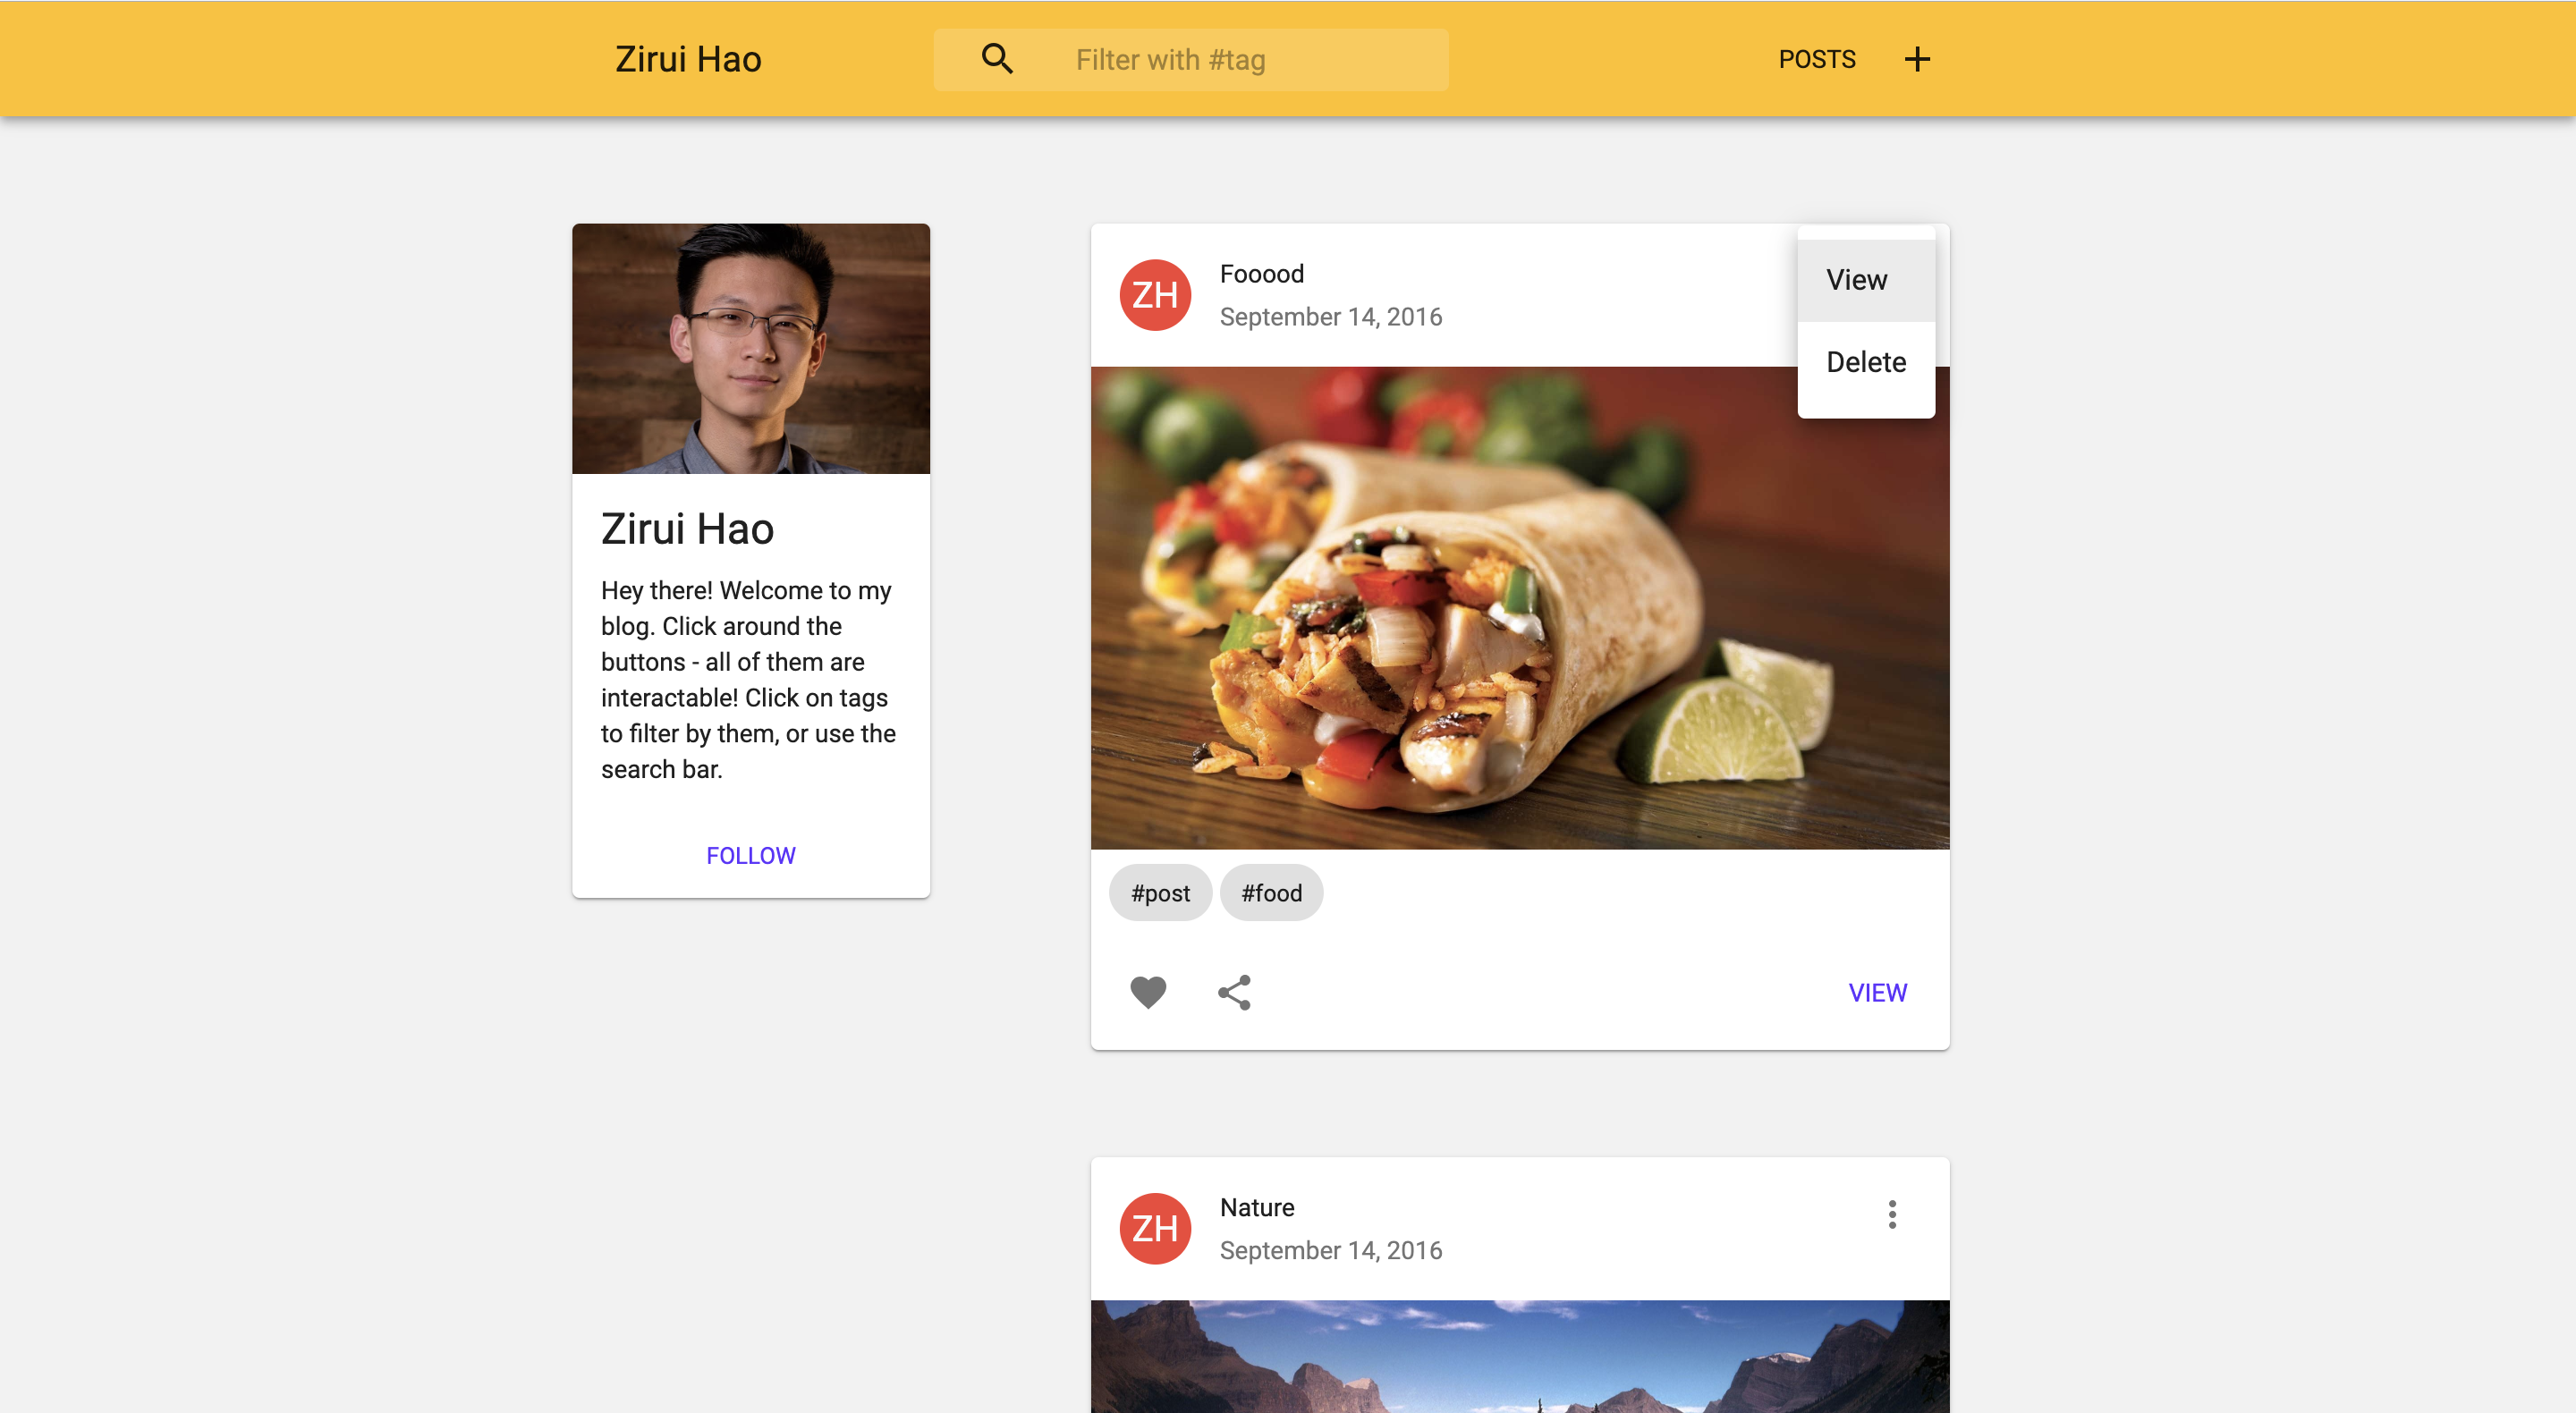 Zirui Hao
Filter with #tag
POSTS
Zirui Hao
Hey there! Welcome to my
blog. Click around the
buttons - all of them are
interactable! Click on tags
to filter by them, or use the
search bar.
FOLLOW
ZH
Fooood
September 14, 2016
View
Delete
#post
#food
VIEW
ZH
Nature
September 14, 2016